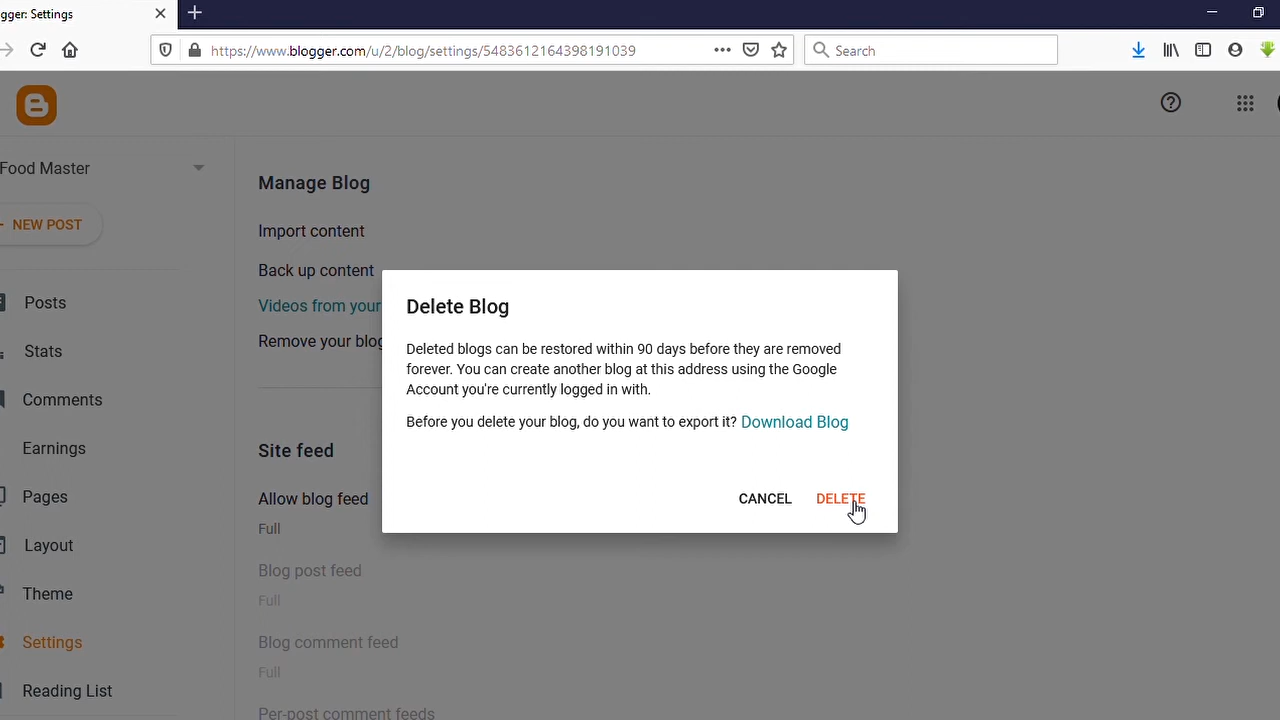 gger: Settings
https://www.blogger.com/u/2/blog/settings/5483612164398191039
Search
Food Master
NEW POST
Posts
Stats
Comments
Earnings
Pages
Layout
Theme
Settings
Reading List
Manage Blog
Import content
Back up content
Videos from your
Remove your blog
Site feed
Allow blog feed
Full
Blog post feed
Full
Blog comment feed
Full
Per-post comment feeds
Delete Blog
Deleted blogs can be restored within 90 days before they are removed
forever. You can create another blog at this address using the Google
Account you're currently logged in with.
Before you delete your blog, do you want to export it? Download Blog
CANCEL DELETE